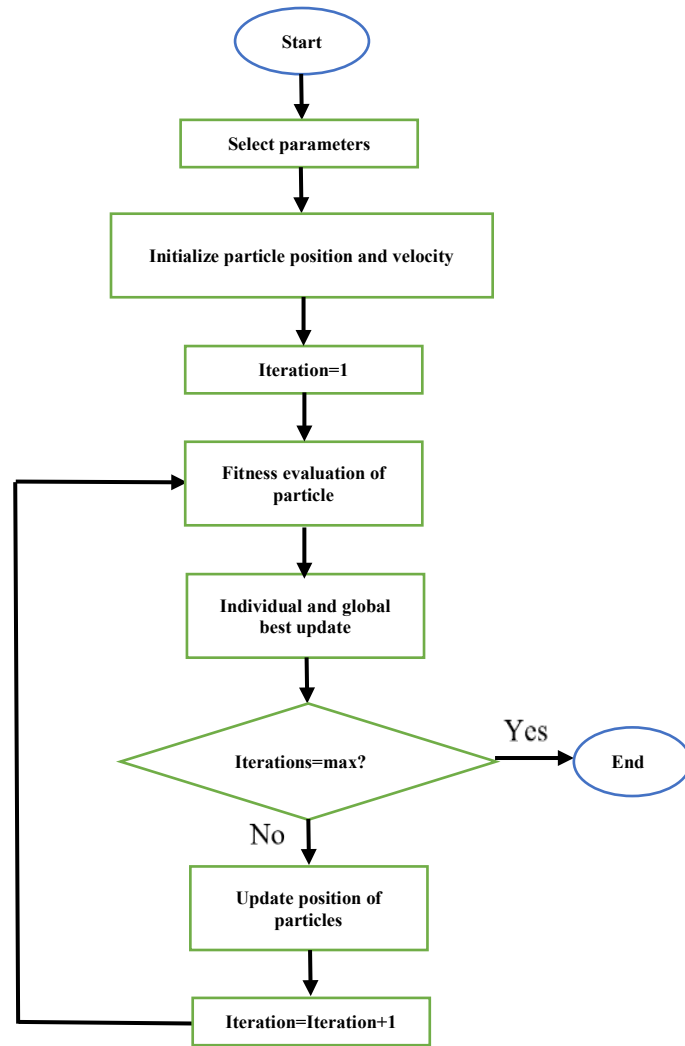 Start
Select parameters
Initialize particle position and velocity
Iteration=1
Fitness evaluation of
particle
Individual and global
best update
Iterations=max?
Yes
End
No
Update position of
particles
Iteration=Iteration+1